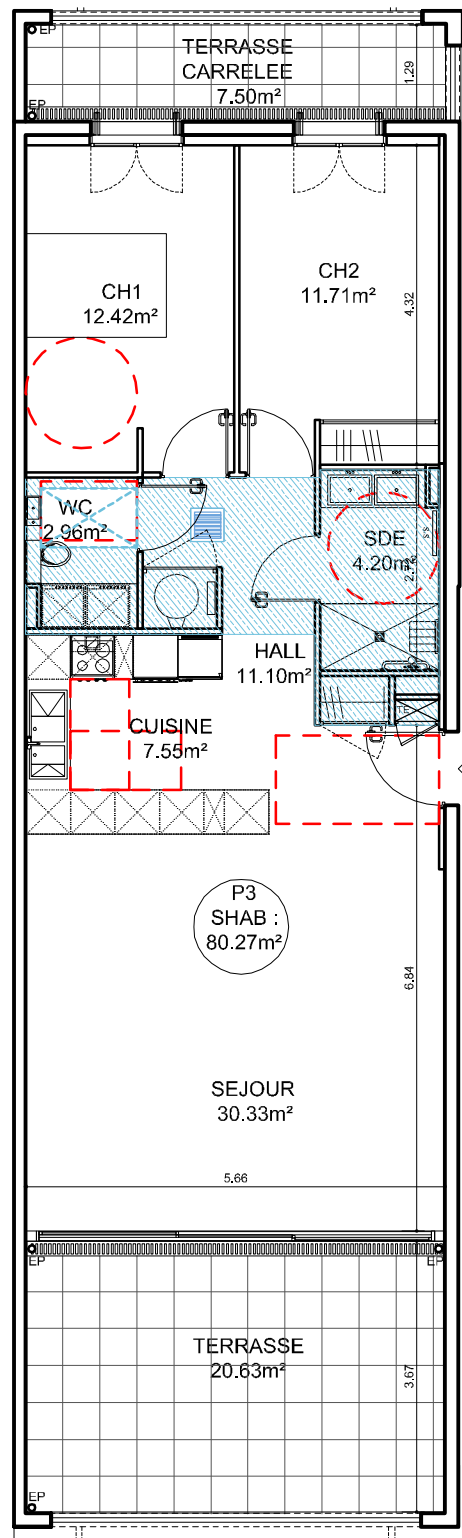 EP
TERRASSE
CARRELEE
7.50m²
1.29
EP
CH1
12.42m²
CH2
11.71m²
4.32
WC
2.96m²
SDE
4.20m²
S.S.
HALL
11.10m²
CUISINE
7.55m²
TE
P3
SHAB :
80.27m²
6.84
SEJOUR
30.33m²
5.66
EP
EP
TERRASSE
20.63m²
3.67
EP